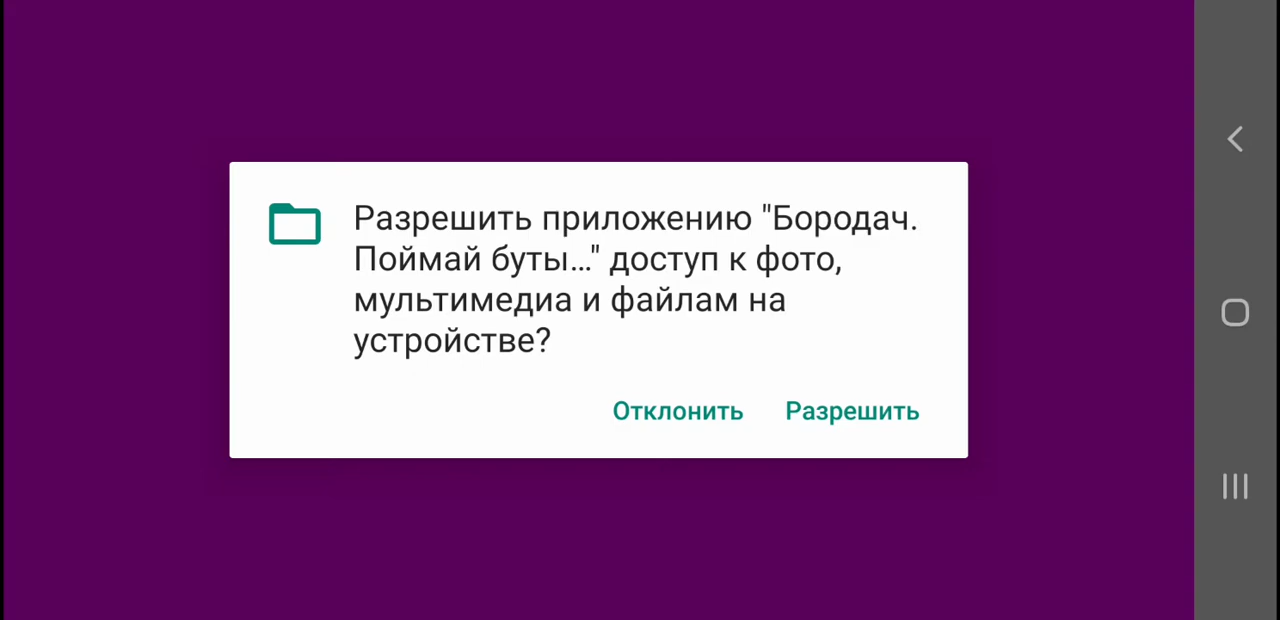 Разрешить приложению "Бородач.
Поймай буты…" доступ к фото,
мультимедиа и файлам на
устройстве?
Отклонить Разрешить